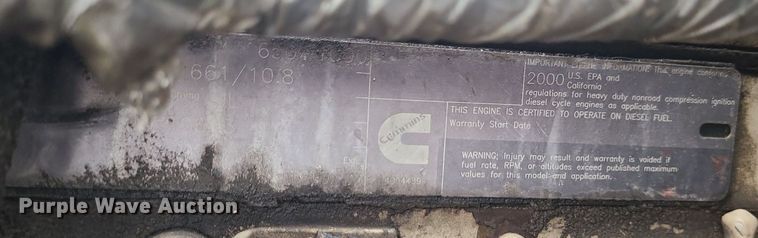 661/10.8
IMPORTANT ENGINE INFORMATION: This engine conforms
2000 U.S. EPA and
California
regulations for heavy duty nonroad compression ignition
diesel cycle engines as applicable.
THIS ENGINE IS CERTIFIED TO OPERATE ON DIESEL FUEL.
Warranty Start Date
Cummins
WARNING: Injury may result and warranty is voided if
fuel rate, RPM, or altitude exceed published maximum
values for this model and application.
Purple Wave Auction